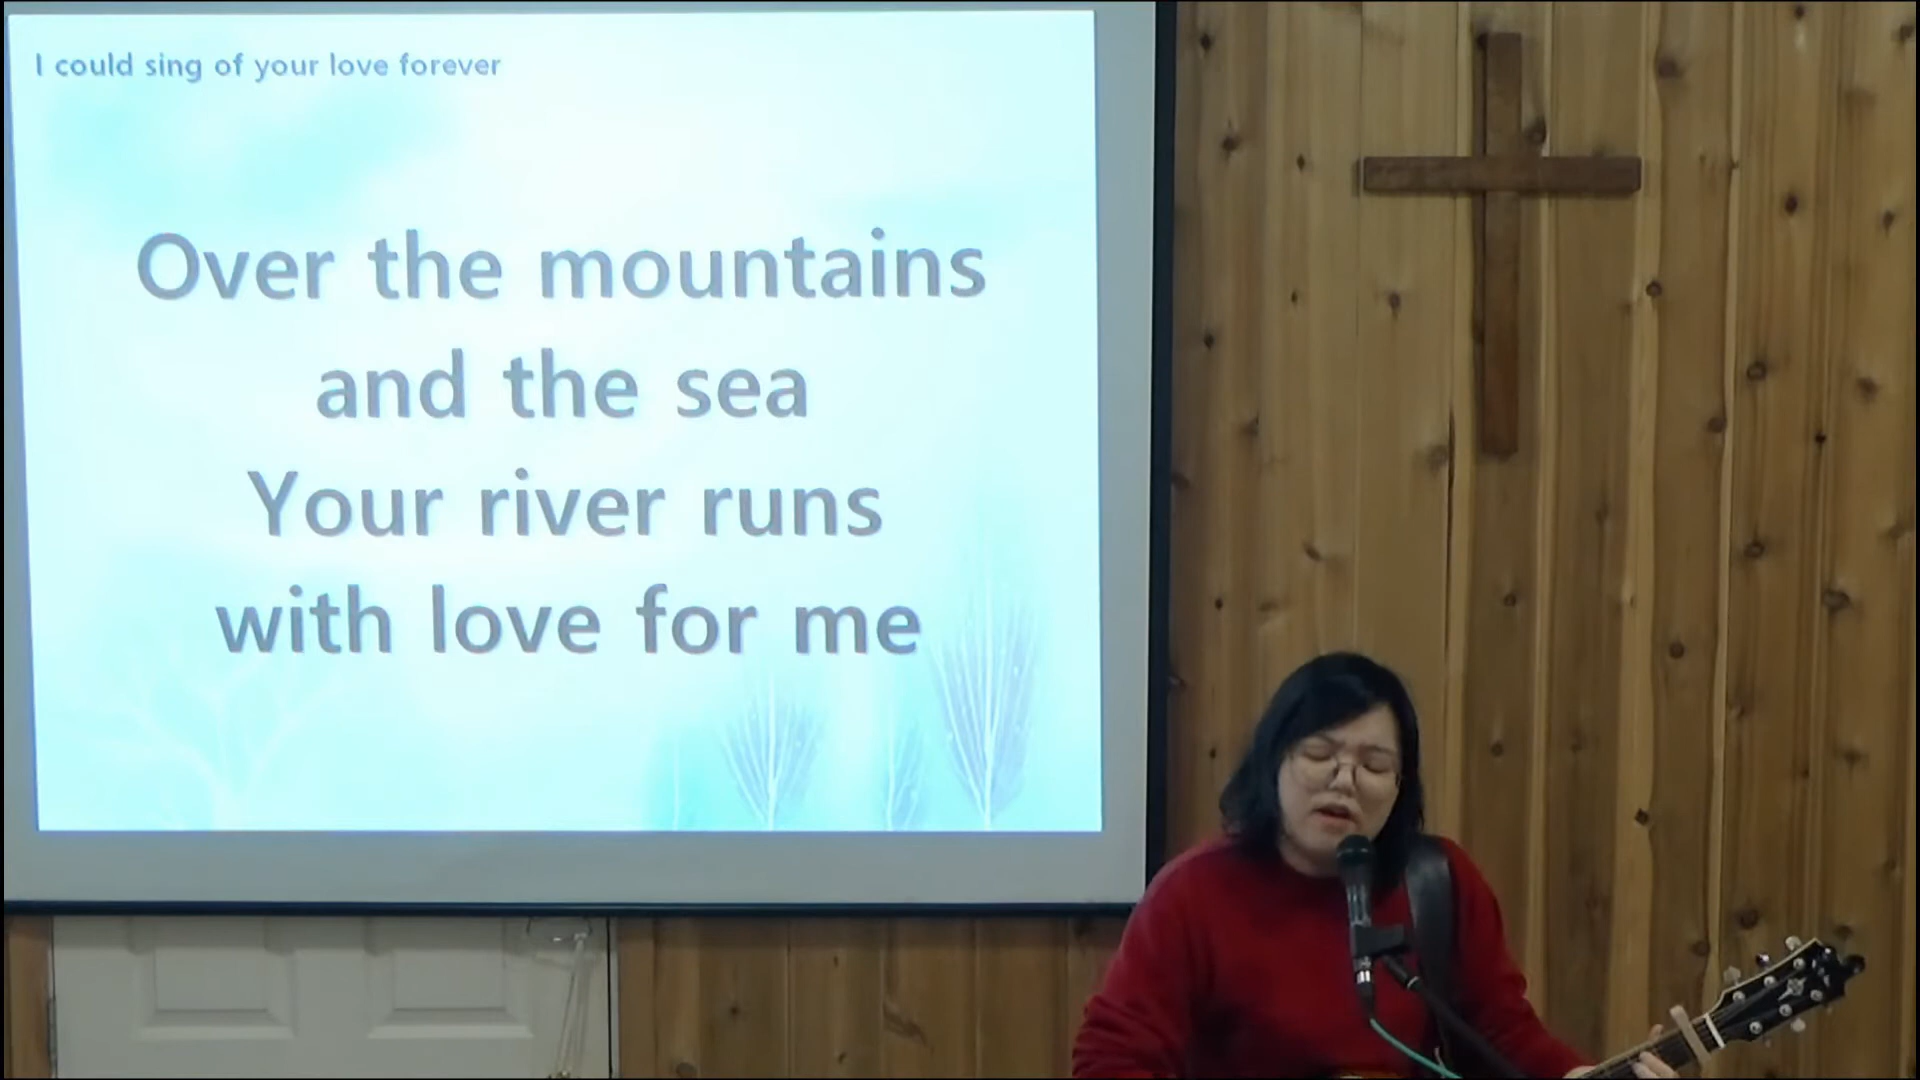 I could sing of your love forever
Over the mountains
and the sea
Your river runs
with love for me